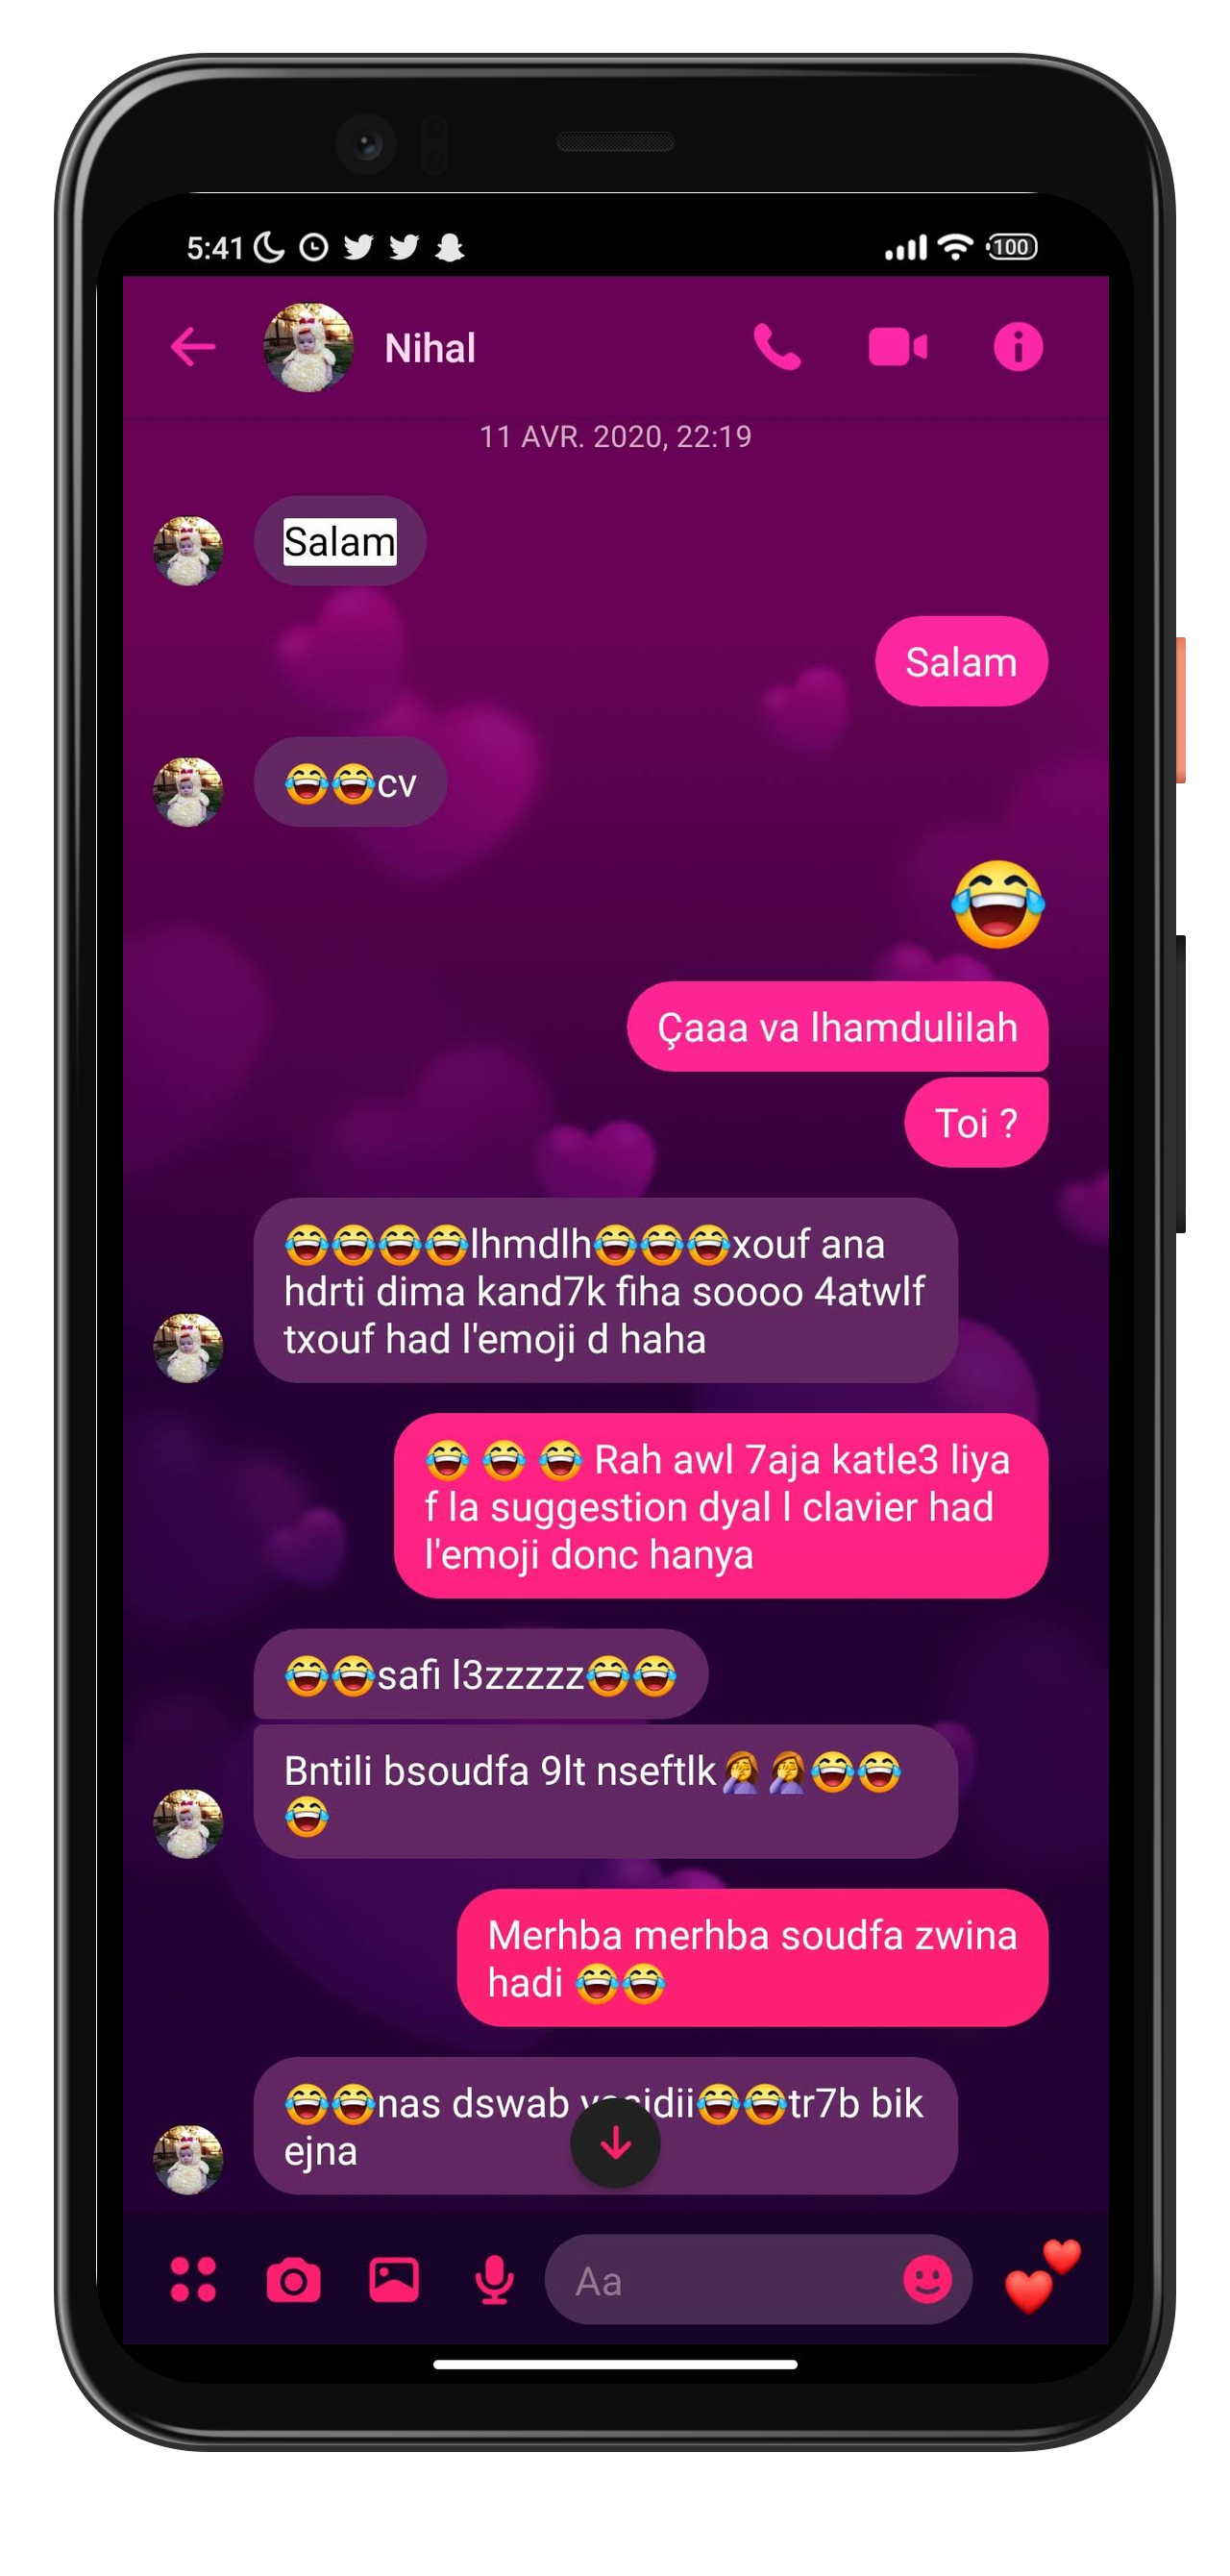 5:41
100
Nihal
11 AVR. 2020, 22:19
Salam
Salam
😂😂cv
😂
Çaaa va lhamdulilah
Toi ?
😂😂😂😂lhmdlh😂😂😂xouf ana
hdrti dima kand7k fiha soooo 4atwlf
txouf had l'emoji d haha
😂 😂 😂 Rah awl 7aja katle3 liya
f la suggestion dyal l clavier had
l'emoji donc hanya
😂😂safi l3zzzzz😂😂
Bntili bsoudfa 9lt nseftlk🤦‍♀️🤦‍♀️😂😂
😂
Merhba merhba soudfa zwina
hadi 😂😂
😂😂nas dswab 😂😂tr7b bik
ejna
Aa